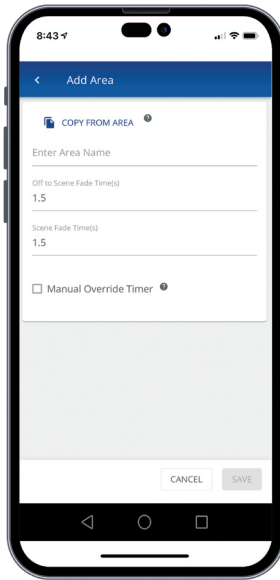 8:43
Add Area
COPY FROM AREA ?
Enter Area Name
Off to Scene Fade Time(s)
1.5
Scene Fade Time(s)
1.5
Manual Override Timer ?
CANCEL SAVE